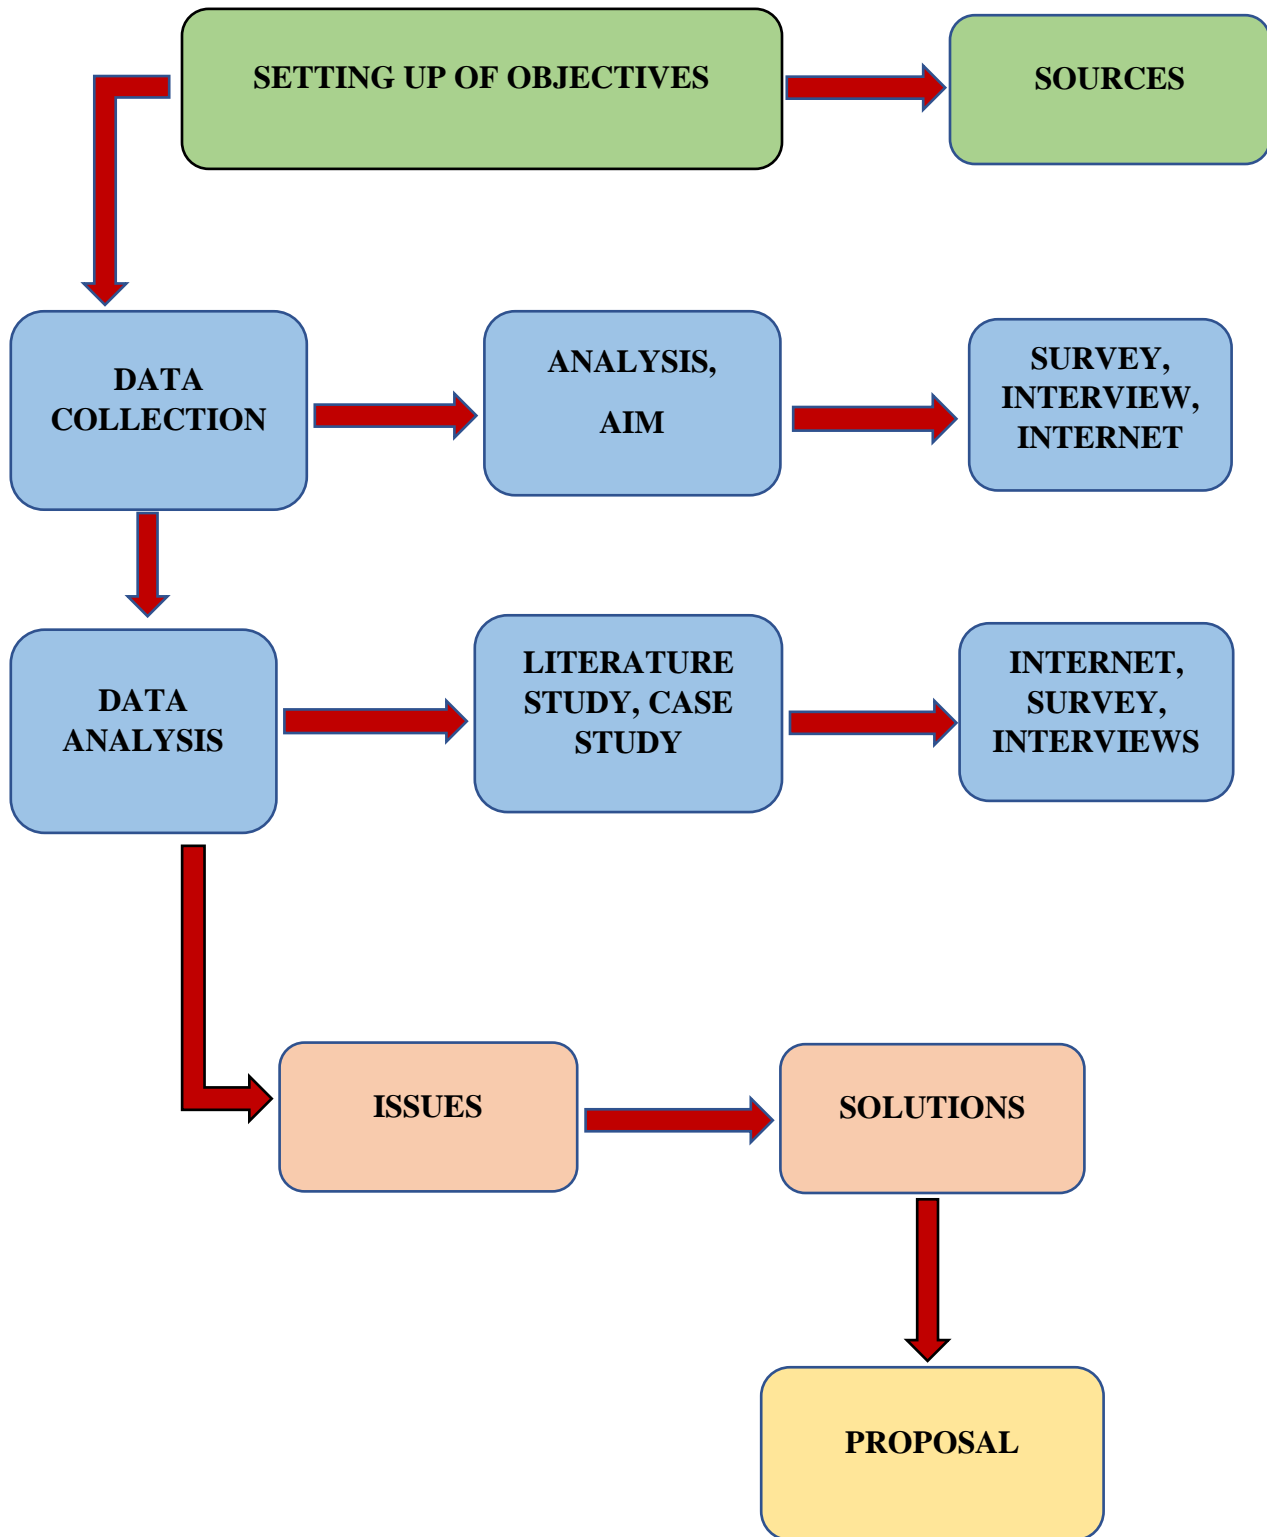 SETTING UP OF OBJECTIVES
SOURCES
DATA
COLLECTION
ANALYSIS,
AIM
SURVEY,
INTERVIEW,
INTERNET
DATA
ANALYSIS
LITERATURE
STUDY, CASE
STUDY
INTERNET,
SURVEY,
INTERVIEWS
ISSUES
SOLUTIONS
PROPOSAL